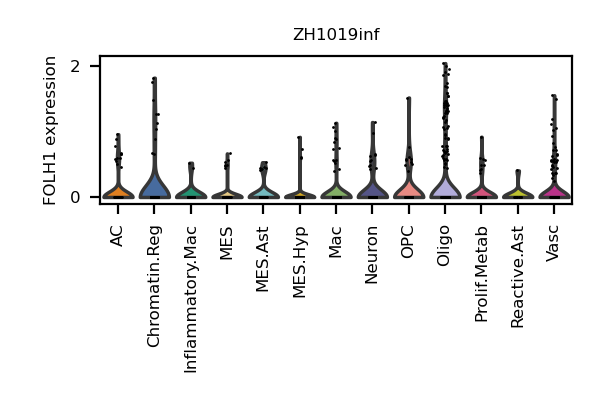 ZH1019inf
FOLH1 expression
2
0
AC
Chromatin.Reg
Inflammatory.Mac
MES
MES.Ast
MES.Hyp
Mac
Neuron
OPC
Oligo
Prolif.Metab
Reactive.Ast
Vasc